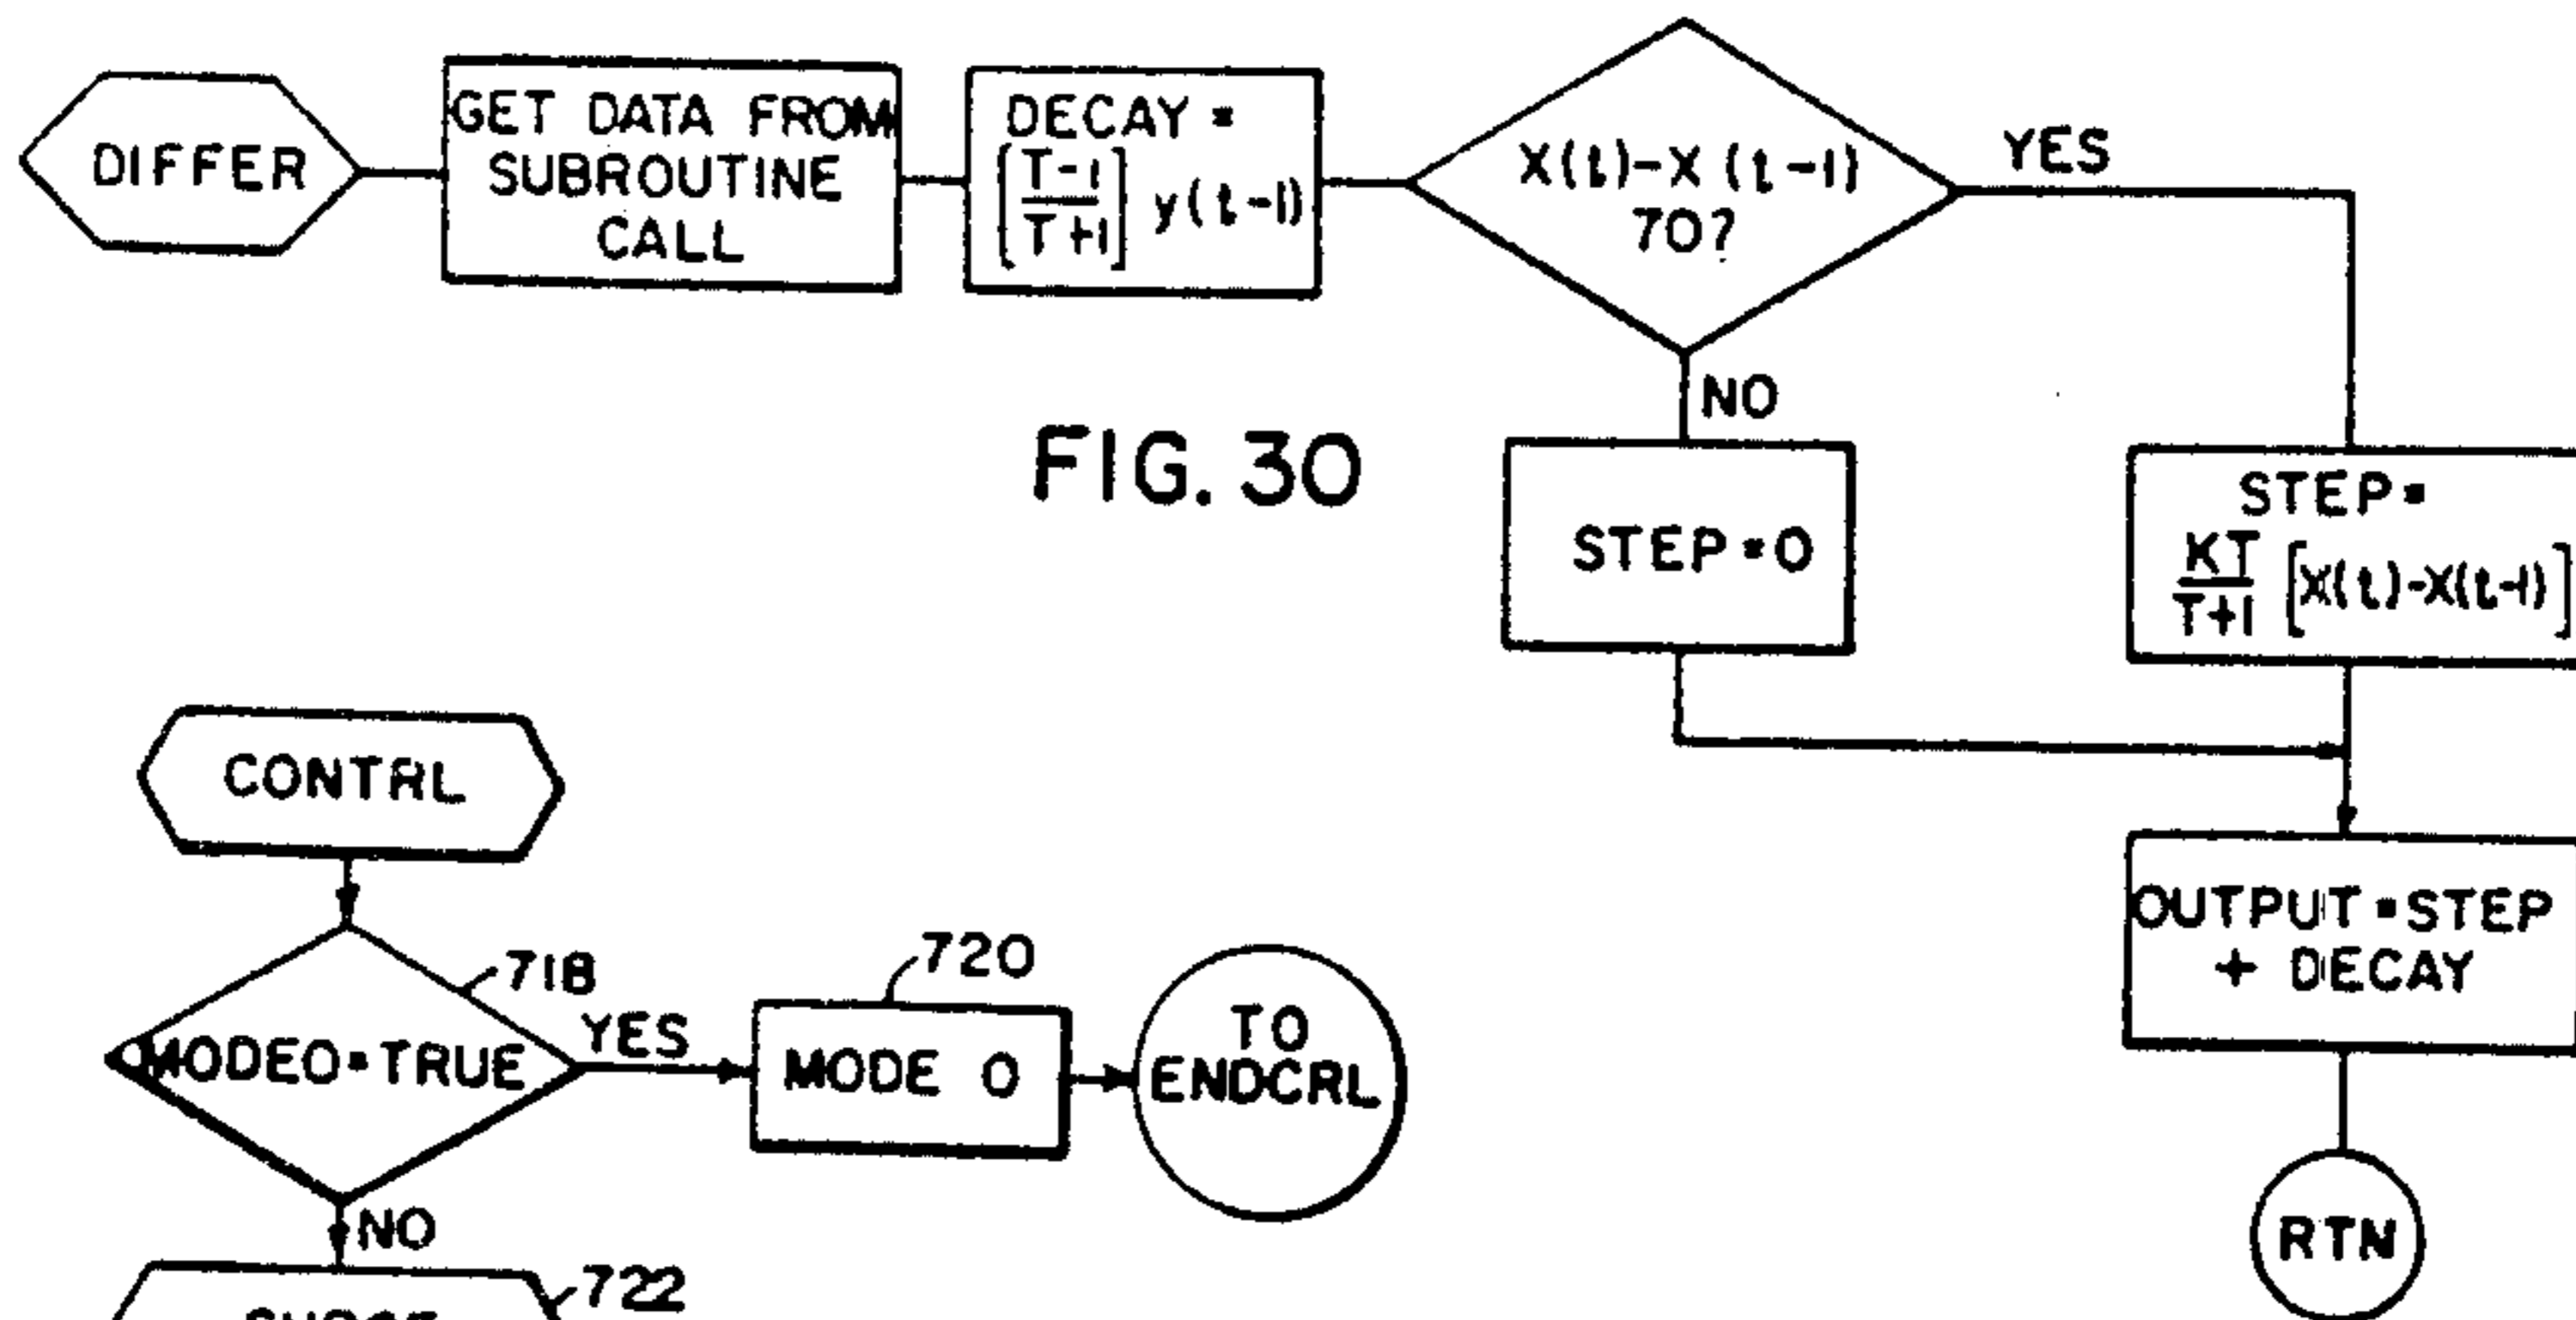 DIFFER
GET DATA FROM
SUBROUTINE
CALL
DECAY =
[T-1 / T+1] y(t-1)
X(t)-X(t-1)
70?
YES
NO
FIG. 30
STEP=0
STEP=
KT / T+1 [X(t)-X(t-1)]
OUTPUT=STEP
+ DECAY
RTN
CONTRL
718
MODE0=TRUE
YES
720
MODE 0
TO
ENDCRL
NO
722